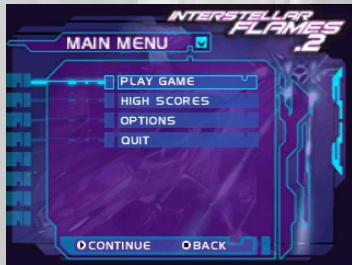 INTERSTELLAR
FLAMES
.2
MAIN MENU
PLAY GAME
HIGH SCORES
OPTIONS
QUIT
CONTINUE
BACK